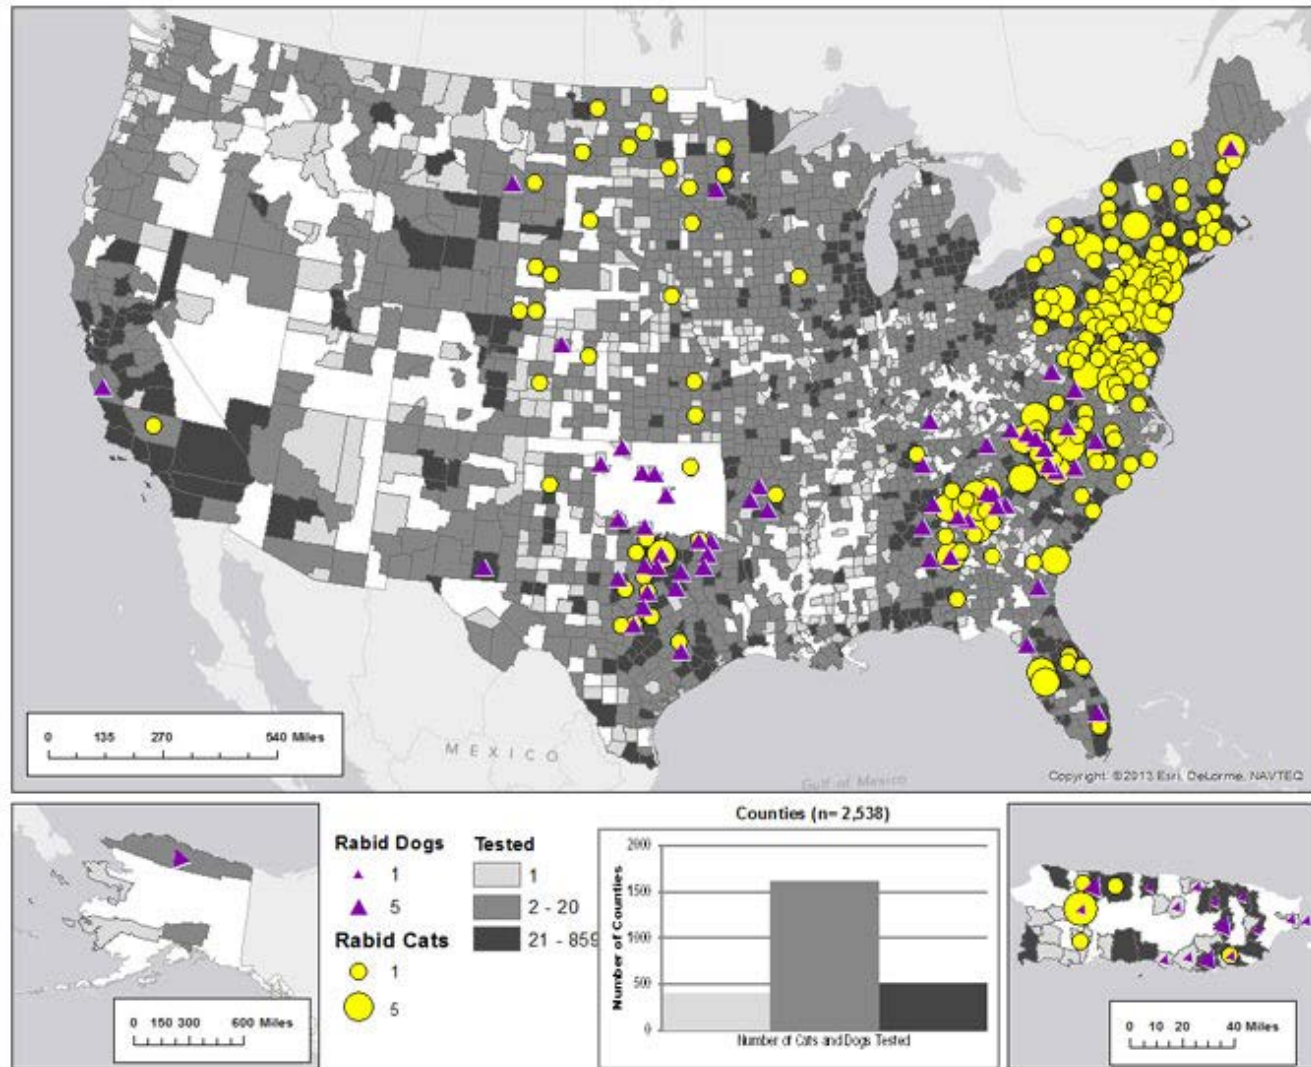 0 135 270 540 Miles
MEXICO
Gulf of Mexico
Copyright: ©2013 Esri, DeLorme, NAVTEQ
0 150 300 600 Miles
Rabid Dogs
1
5
Rabid Cats
1
5
Tested
1
2 - 20
21 - 859
Counties (n= 2,538)
Number of Counties
2000
1500
1000
500
0
Number of Cats and Dogs Tested
0 10 20 40 Miles